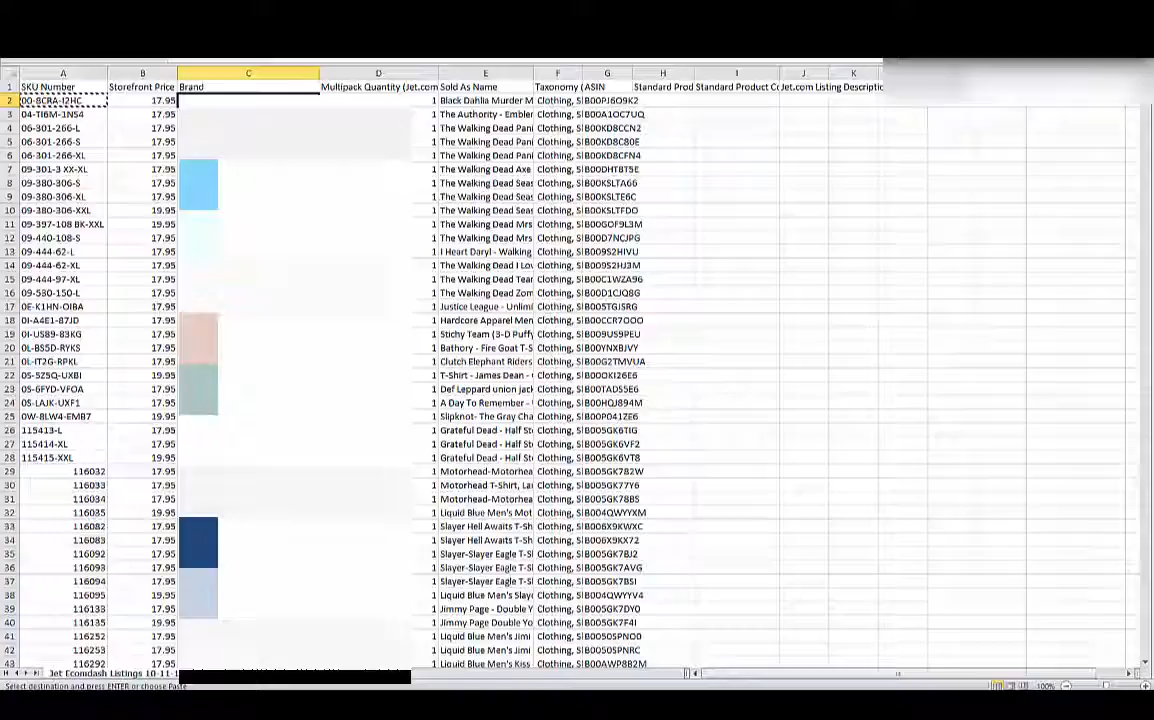 A B C D E F G H I J K
1 SKU Number Storefront Price Brand Multipack Quantity (Jet.com Sold As Name Taxonomy ( ASIN Standard Prod Standard Product Co Jet.com Listing Descriptio
2 00-8CRA-I2HC 17.95 1 Black Dahlia Murder M Clothing, S B00PJ6O9K2
3 04-TI6M-1N54 17.95 1 The Authority - Embler Clothing, S B00A1OC7UQ
4 06-301-266-L 17.95 1 The Walking Dead Pani Clothing, S B00KD8CCN2
5 06-301-266-S 17.95 1 The Walking Dead Pani Clothing, S B00KD8C80E
6 06-301-266-XL 17.95 1 The Walking Dead Pani Clothing, S B00KD8CFN4
7 09-301-3 XX-XL 17.95 1 The Walking Dead Axe Clothing, S B00DHT8T5E
8 09-380-306-S 17.95 1 The Walking Dead Seas Clothing, S B00KSLTA66
9 09-380-306-XL 17.95 1 The Walking Dead Seas Clothing, S B00KSLTE6C
10 09-380-306-XXL 19.95 1 The Walking Dead Seas Clothing, S B00KSLTFDO
11 09-397-108 BK-XXL 17.95 1 The Walking Dead Mrs Clothing, S B00GOF9L3M
12 09-440-108-S 17.95 1 The Walking Dead Mrs Clothing, S B00D7NCJPG
13 09-444-62-L 17.95 1 I Heart Daryl - Walking Clothing, S B009S2HIVU
14 09-444-62-XL 17.95 1 The Walking Dead I Lov Clothing, S B009S2HJ3M
15 09-444-97-XL 17.95 1 The Walking Dead Tear Clothing, S B00C1WZA96
16 09-530-150-L 17.95 1 The Walking Dead Zom Clothing, S B00D1CJQ8G
17 0E-K1HN-OIBA 17.95 1 Justice League - Unlimi Clothing, S B005TGJSRG
18 0I-A4E1-87JD 17.95 1 Hardcore Apparel Men Clothing, S B00CCR7OOO
19 0I-US89-83KG 17.95 1 Stichy Team (3-D Puffy Clothing, S B009US9PEU
20 0L-BS5D-RYKS 17.95 1 Bathory - Fire Goat T-S Clothing, S B00YNXBJVY
21 0L-IT2G-RPKL 17.95 1 Clutch Elephant Riders Clothing, S B00G2TMVUA
22 0S-5Z5Q-UXBI 19.95 1 T-Shirt - James Dean - Clothing, S B00OKI26E6
23 0S-6FYD-VFOA 17.95 1 Def Leppard union jack Clothing, S B00TAD55E6
24 0S-LAJK-UXF1 17.95 1 A Day To Remember - Clothing, S B00HQJ894M
25 0W-8LW4-EMB7 19.95 1 Slipknot- The Gray Cha Clothing, S B00P041ZE6
26 115413-L 17.95 1 Grateful Dead - Half St Clothing, S B005GK6TIG
27 115414-XL 17.95 1 Grateful Dead - Half St Clothing, S B005GK6VF2
28 115415-XXL 19.95 1 Grateful Dead - Half St Clothing, S B005GK6VT8
29 116032 17.95 1 Motorhead-Motorhea Clothing, S B005GK782W
30 116033 17.95 1 Motorhead T-Shirt, Lar Clothing, S B005GK77Y6
31 116034 17.95 1 Motorhead-Motorhea Clothing, S B005GK78BS
32 116035 19.95 1 Liquid Blue Men's Mot Clothing, S B004QWYYXM
33 116082 17.95 1 Slayer Hell Awaits T-Sh Clothing, S B006X9KWXC
34 116083 17.95 1 Slayer Hell Awaits T-Sh Clothing, S B006X9KX72
35 116092 17.95 1 Slayer-Slayer Eagle T-S Clothing, S B005GK7BJ2
36 116093 17.95 1 Slayer-Slayer Eagle T-S Clothing, S B005GK7AVG
37 116094 17.95 1 Slayer-Slayer Eagle T-S Clothing, S B005GK7BSI
38 116095 19.95 1 Liquid Blue Men's Slay Clothing, S B004QWYYV4
39 116133 17.95 1 Jimmy Page - Double Y Clothing, S B005GK7DY0
40 116135 19.95 1 Jimmy Page Double Yo Clothing, S B005GK7F4I
41 116252 17.95 1 Liquid Blue Men's Jimi Clothing, S B0050SPNO0
42 116253 17.95 1 Liquid Blue Men's Jimi Clothing, S B0050SPNRC
43 116292 17.95 1 Liquid Blue Men's Kiss Clothing, S B00AWP8B2M
Jet Ecomdash Listings 10-11-1
Select destination and press ENTER or choose Paste 100%